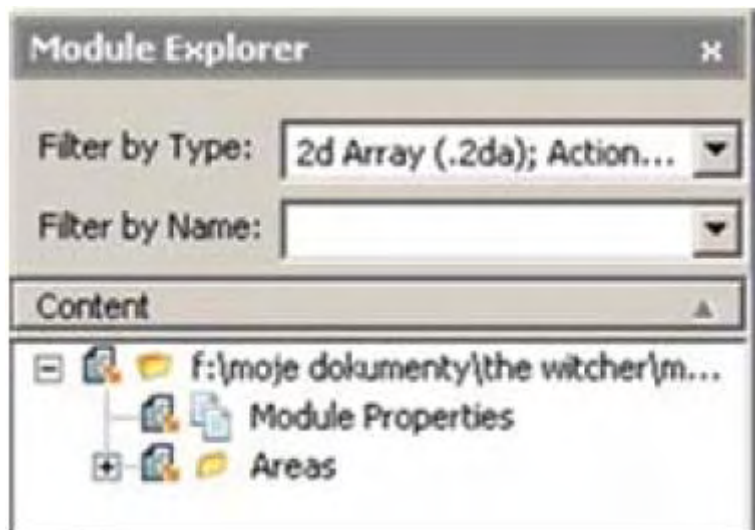 Module Explorer
Filter by Type: 2d Array (.2da); Action...
Filter by Name:
Content
f:\moje dokumenty\the witcher\m...
Module Properties
Areas